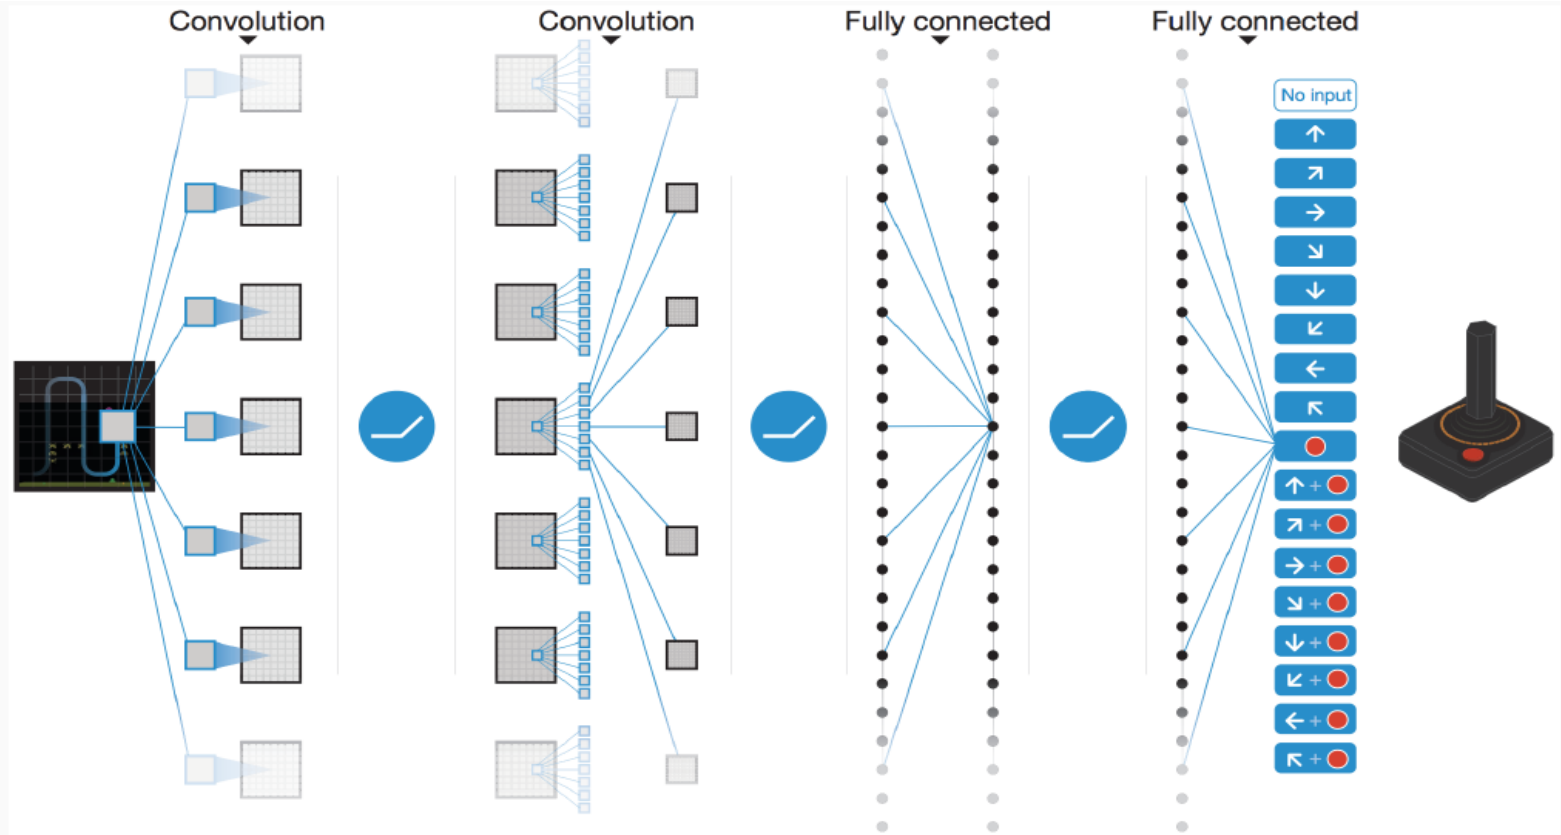 Convolution
Convolution
Fully connected
Fully connected
No input
+
+
+
+
+
+
+
+